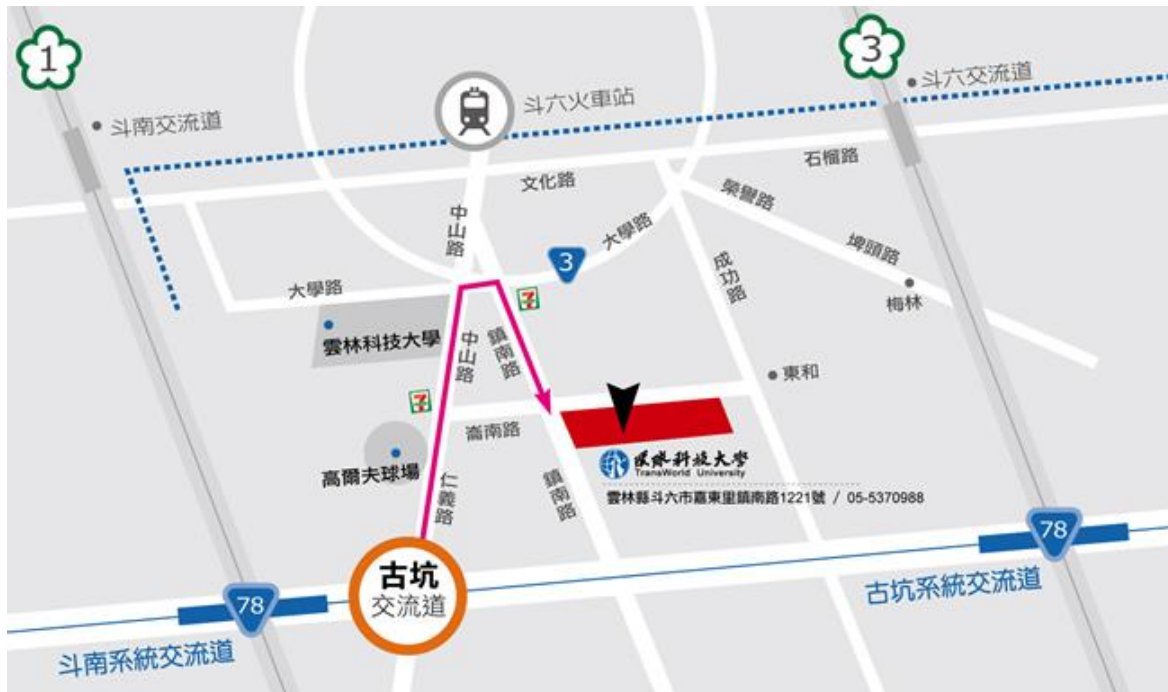 1
3
斗南交流道
斗六火車站
斗六交流道
石榴路
文化路
榮譽路
中山路
大學路
成功路
埤頭路
3
梅林
大學路
7
雲林科技大學
中山路
鎮南路
東和
7
崙南路
高爾夫球場
環球科技大學
TransWorld University
仁義路
鎮南路
雲林縣斗六市嘉東里鎮南路1221號 / 05-5370988
古坑
交流道
78
古坑系統交流道
78
斗南系統交流道